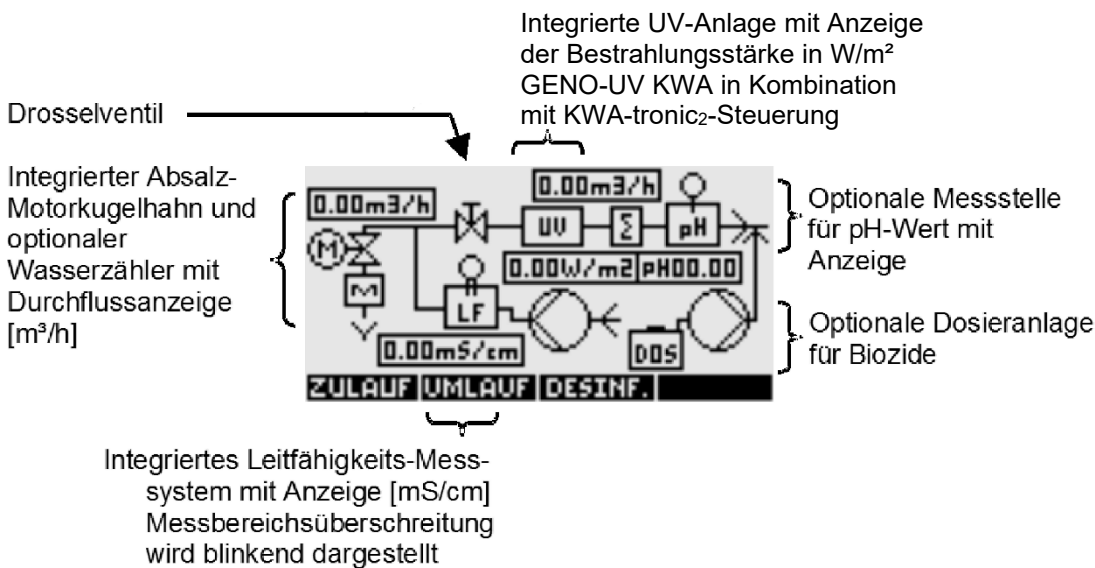 Integrierte UV-Anlage mit Anzeige
der Bestrahlungsstärke in W/m²
GENO-UV KWA in Kombination
mit KWA-tronic₂-Steuerung
Drosselventil
Integrierter Absalz-
Motorkugelhahn und
optionaler
Wasserzähler mit
Durchflussanzeige
[m³/h]
0.00m3/h
0.00m3/h
M
UV
Σ
pH
0.00W/m2
pH00.00
LF
0.00mS/cm
DOS
ZULAUF
UMLAUF
DESINF.
Optionale Messstelle
für pH-Wert mit
Anzeige
Optionale Dosieranlage
für Biozide
Integriertes Leitfähigkeits-Mess-
system mit Anzeige [mS/cm]
Messbereichsüberschreitung
wird blinkend dargestellt